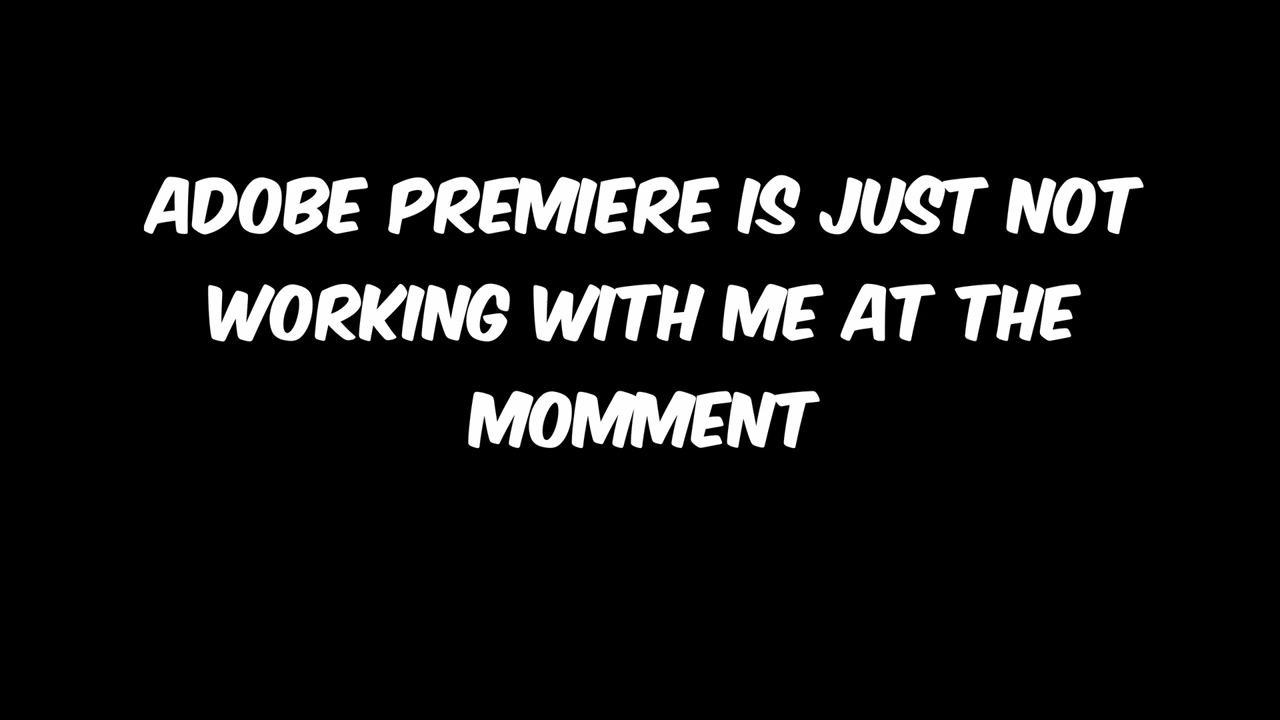 ADOBE PREMIERE IS JUST NOT
WORKING WITH ME AT THE
MOMMENT